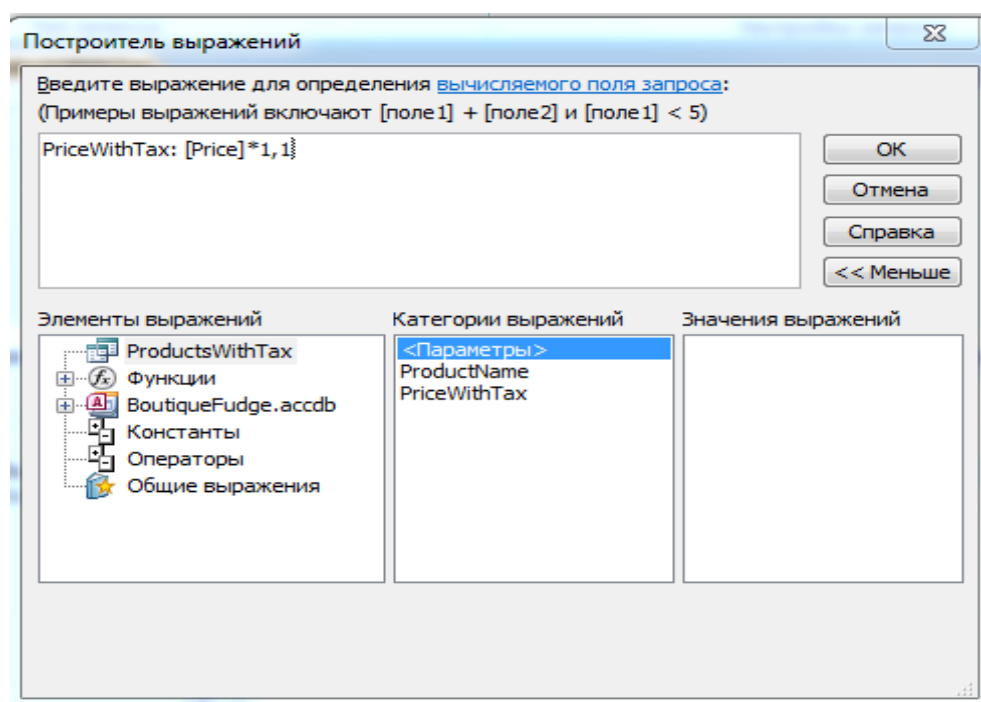 Построитель выражений
Введите выражение для определения вычисляемого поля запроса:
(Примеры выражений включают [поле1] + [поле2] и [поле1] < 5)
PriceWithTax: [Price]*1,1
ОК
Отмена
Справка
<< Меньше
Элементы выражений
Категории выражений
Значения выражений
ProductsWithTax
Функции
BoutiqueFudge.accdb
Константы
Операторы
Общие выражения
<Параметры>
ProductName
PriceWithTax